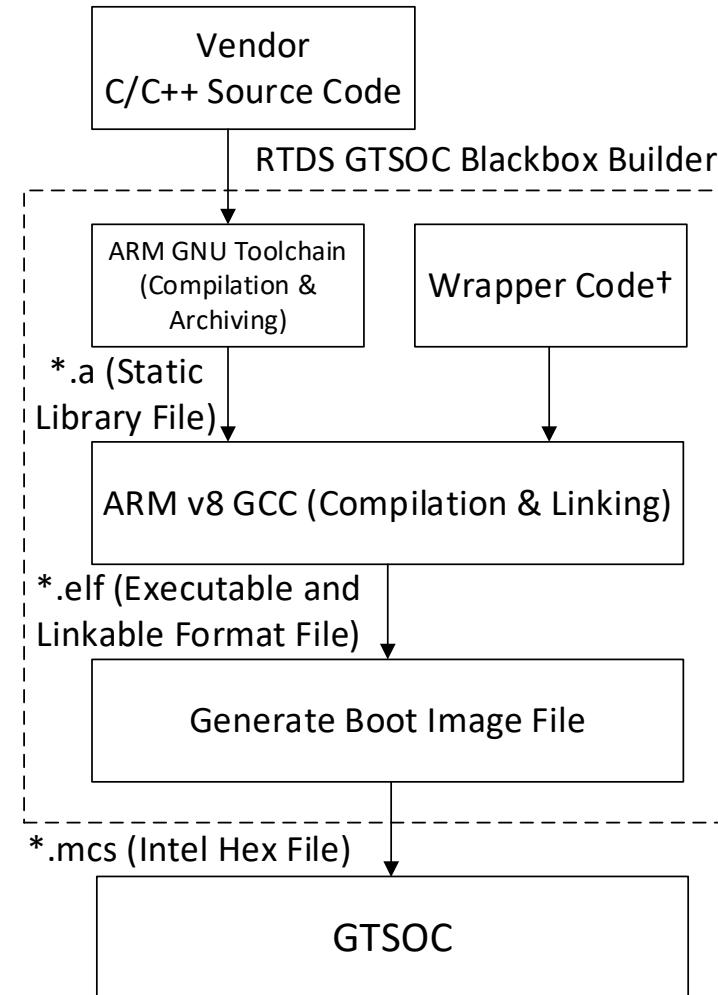 Vendor
C/C++ Source Code
RTDS GTSOC Blackbox Builder
ARM GNU Toolchain
(Compilation &
Archiving)
Wrapper Code†
*.a (Static
Library File)
ARM v8 GCC (Compilation & Linking)
*.elf (Executable and
Linkable Format File)
Generate Boot Image File
*.mcs (Intel Hex File)
GTSOC